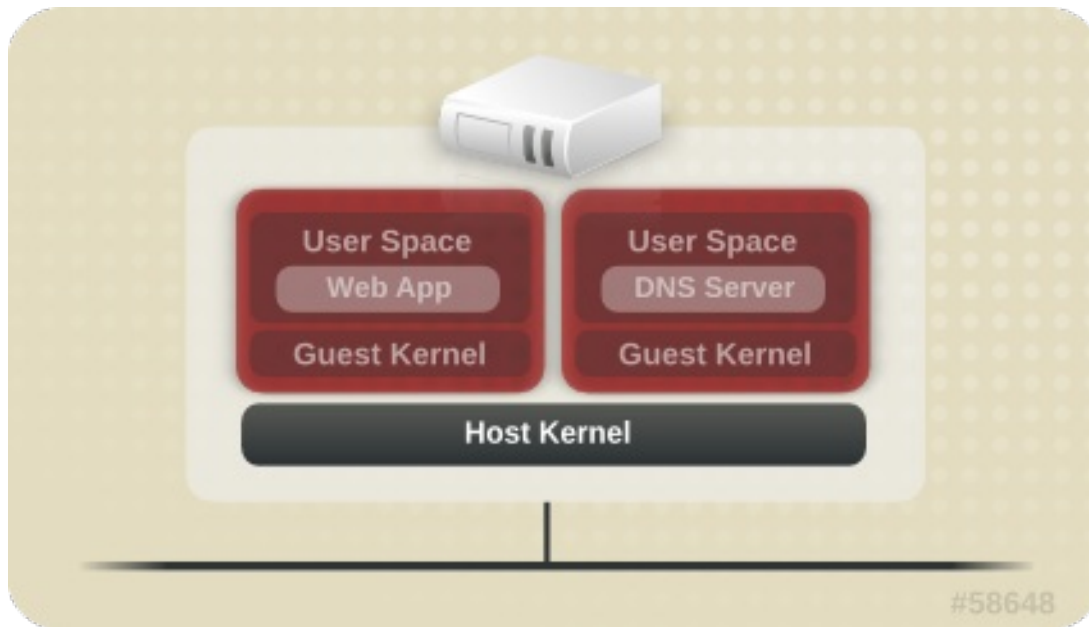 User Space
Web App
Guest Kernel
User Space
DNS Server
Guest Kernel
Host Kernel
#58648